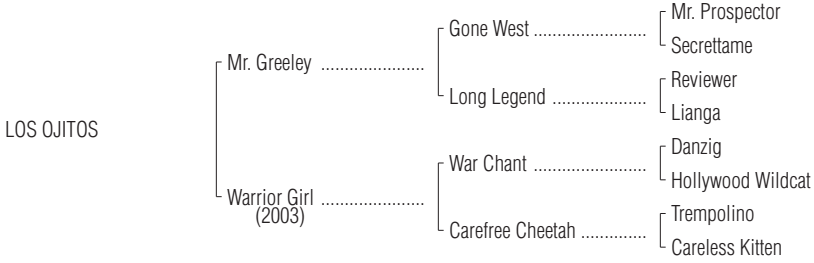 Mr. Prospector
Gone West ........................
Secrettame
Mr. Greeley ......................
Reviewer
Long Legend ....................
Lianga
LOS OJITOS
Danzig
War Chant ........................
Hollywood Wildcat
Warrior Girl ......................
(2003)
Trempolino
Carefree Cheetah ..............
Careless Kitten